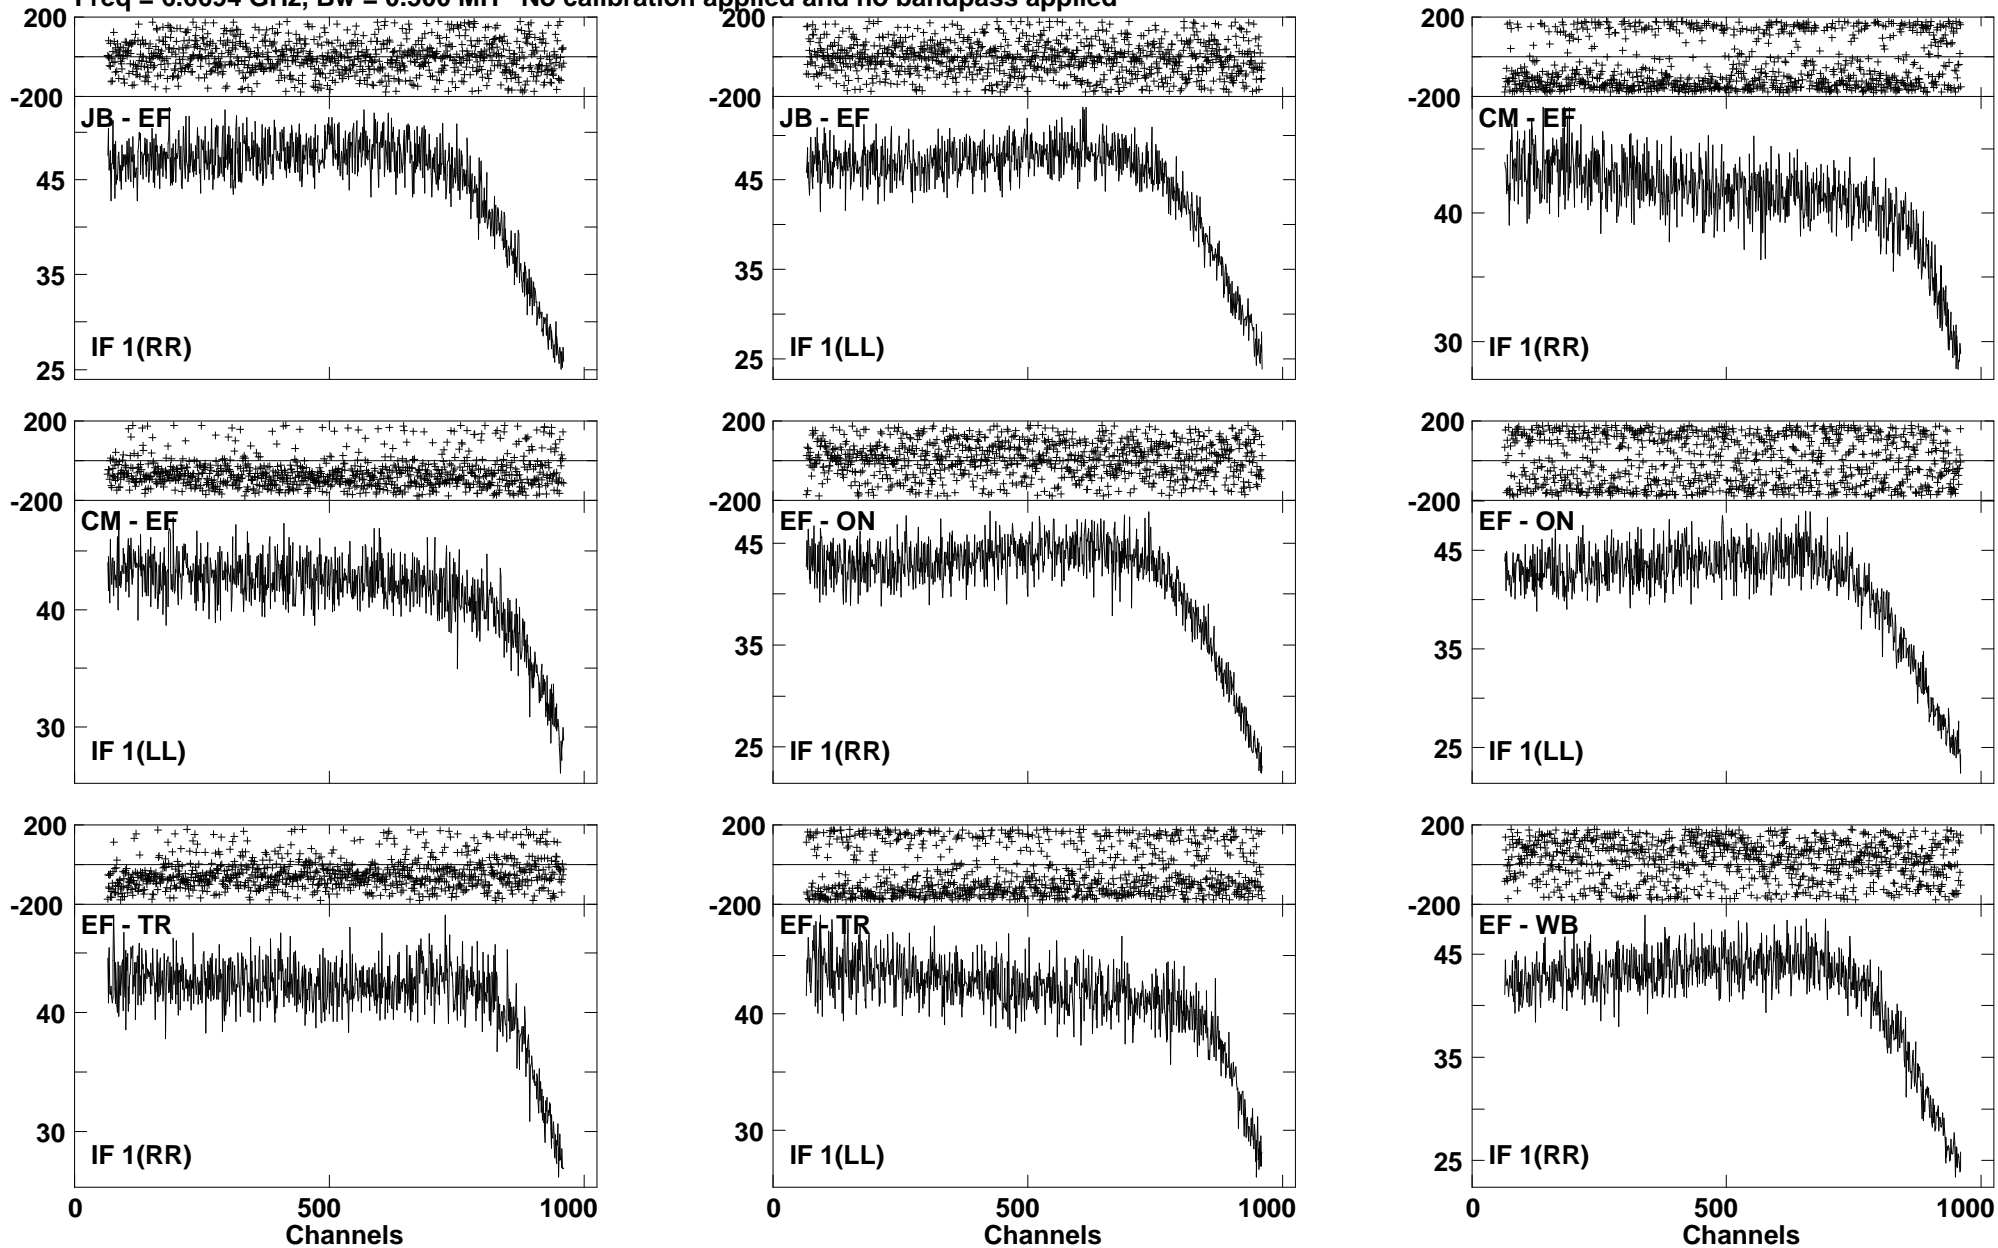 No calibration applied and no bandpass applied
200
-200
JB - EF
45
35
25
IF 1(RR)
200
-200
JB - EF
45
35
25
IF 1(LL)
200
-200
CM - EF
40
30
IF 1(RR)
200
-200
CM - EF
40
30
IF 1(LL)
200
-200
EF - ON
45
35
25
IF 1(RR)
200
-200
EF - ON
45
35
25
IF 1(LL)
200
-200
EF - TR
40
30
IF 1(RR)
0 500 1000
Channels
200
-200
EF - TR
40
30
IF 1(LL)
0 500 1000
Channels
200
-200
EF - WB
45
35
25
IF 1(RR)
0 500 1000
Channels